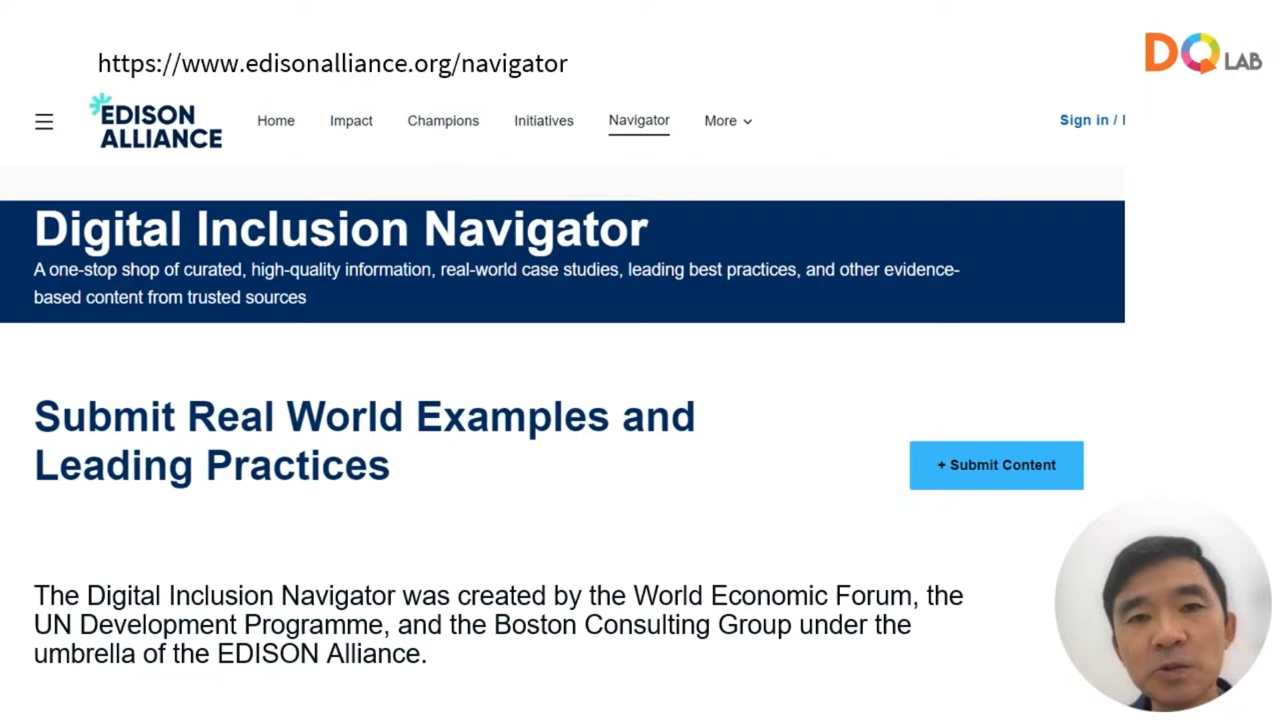 https://www.edisonalliance.org/navigator
DQ LAB
EDISON
ALLIANCE
Home Impact Champions Initiatives Navigator More
Sign in /
Digital Inclusion Navigator
A one-stop shop of curated, high-quality information, real-world case studies, leading best practices, and other evidence-
based content from trusted sources
Submit Real World Examples and
Leading Practices
+ Submit Content
The Digital Inclusion Navigator was created by the World Economic Forum, the
UN Development Programme, and the Boston Consulting Group under the
umbrella of the EDISON Alliance.